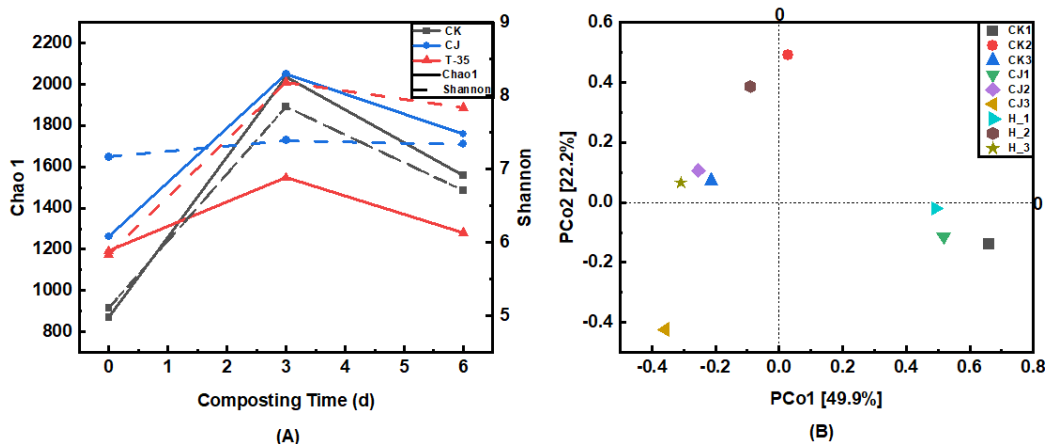 2200
2000
1800
1600
1400
1200
1000
800
Chao 1
9
8
7
6
5
Shannon
CK
CJ
T-35
Chao1
Shannon
0 1 2 3 4 5 6
Composting Time (d)
(A)
0
0.6
0.4
0.2
0.0
-0.2
-0.4
PCo2 [22.2%]
0
CK1
CK2
CK3
CJ1
CJ2
CJ3
H_1
H_2
H_3
-0.4 -0.2 0.0 0.2 0.4 0.6 0.8
PCo1 [49.9%]
(B)